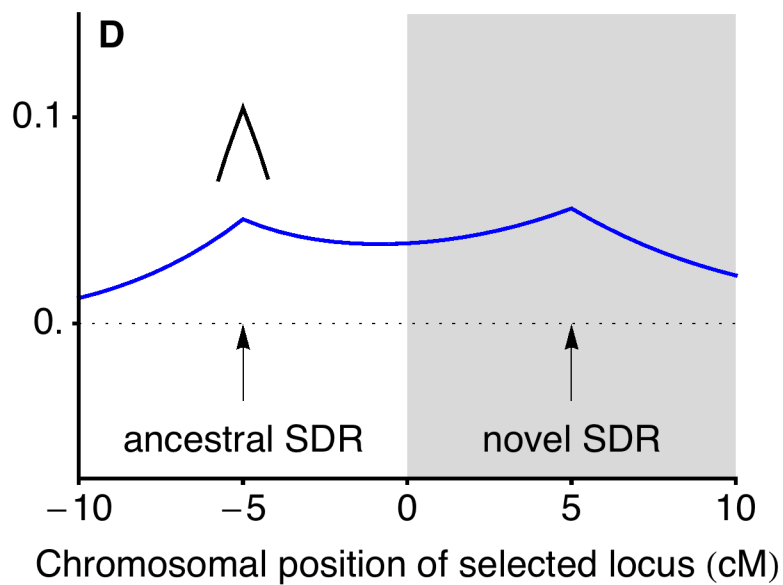 D
0.1
0.
ancestral SDR novel SDR
−10 −5 0 5 10
Chromosomal position of selected locus (cM)